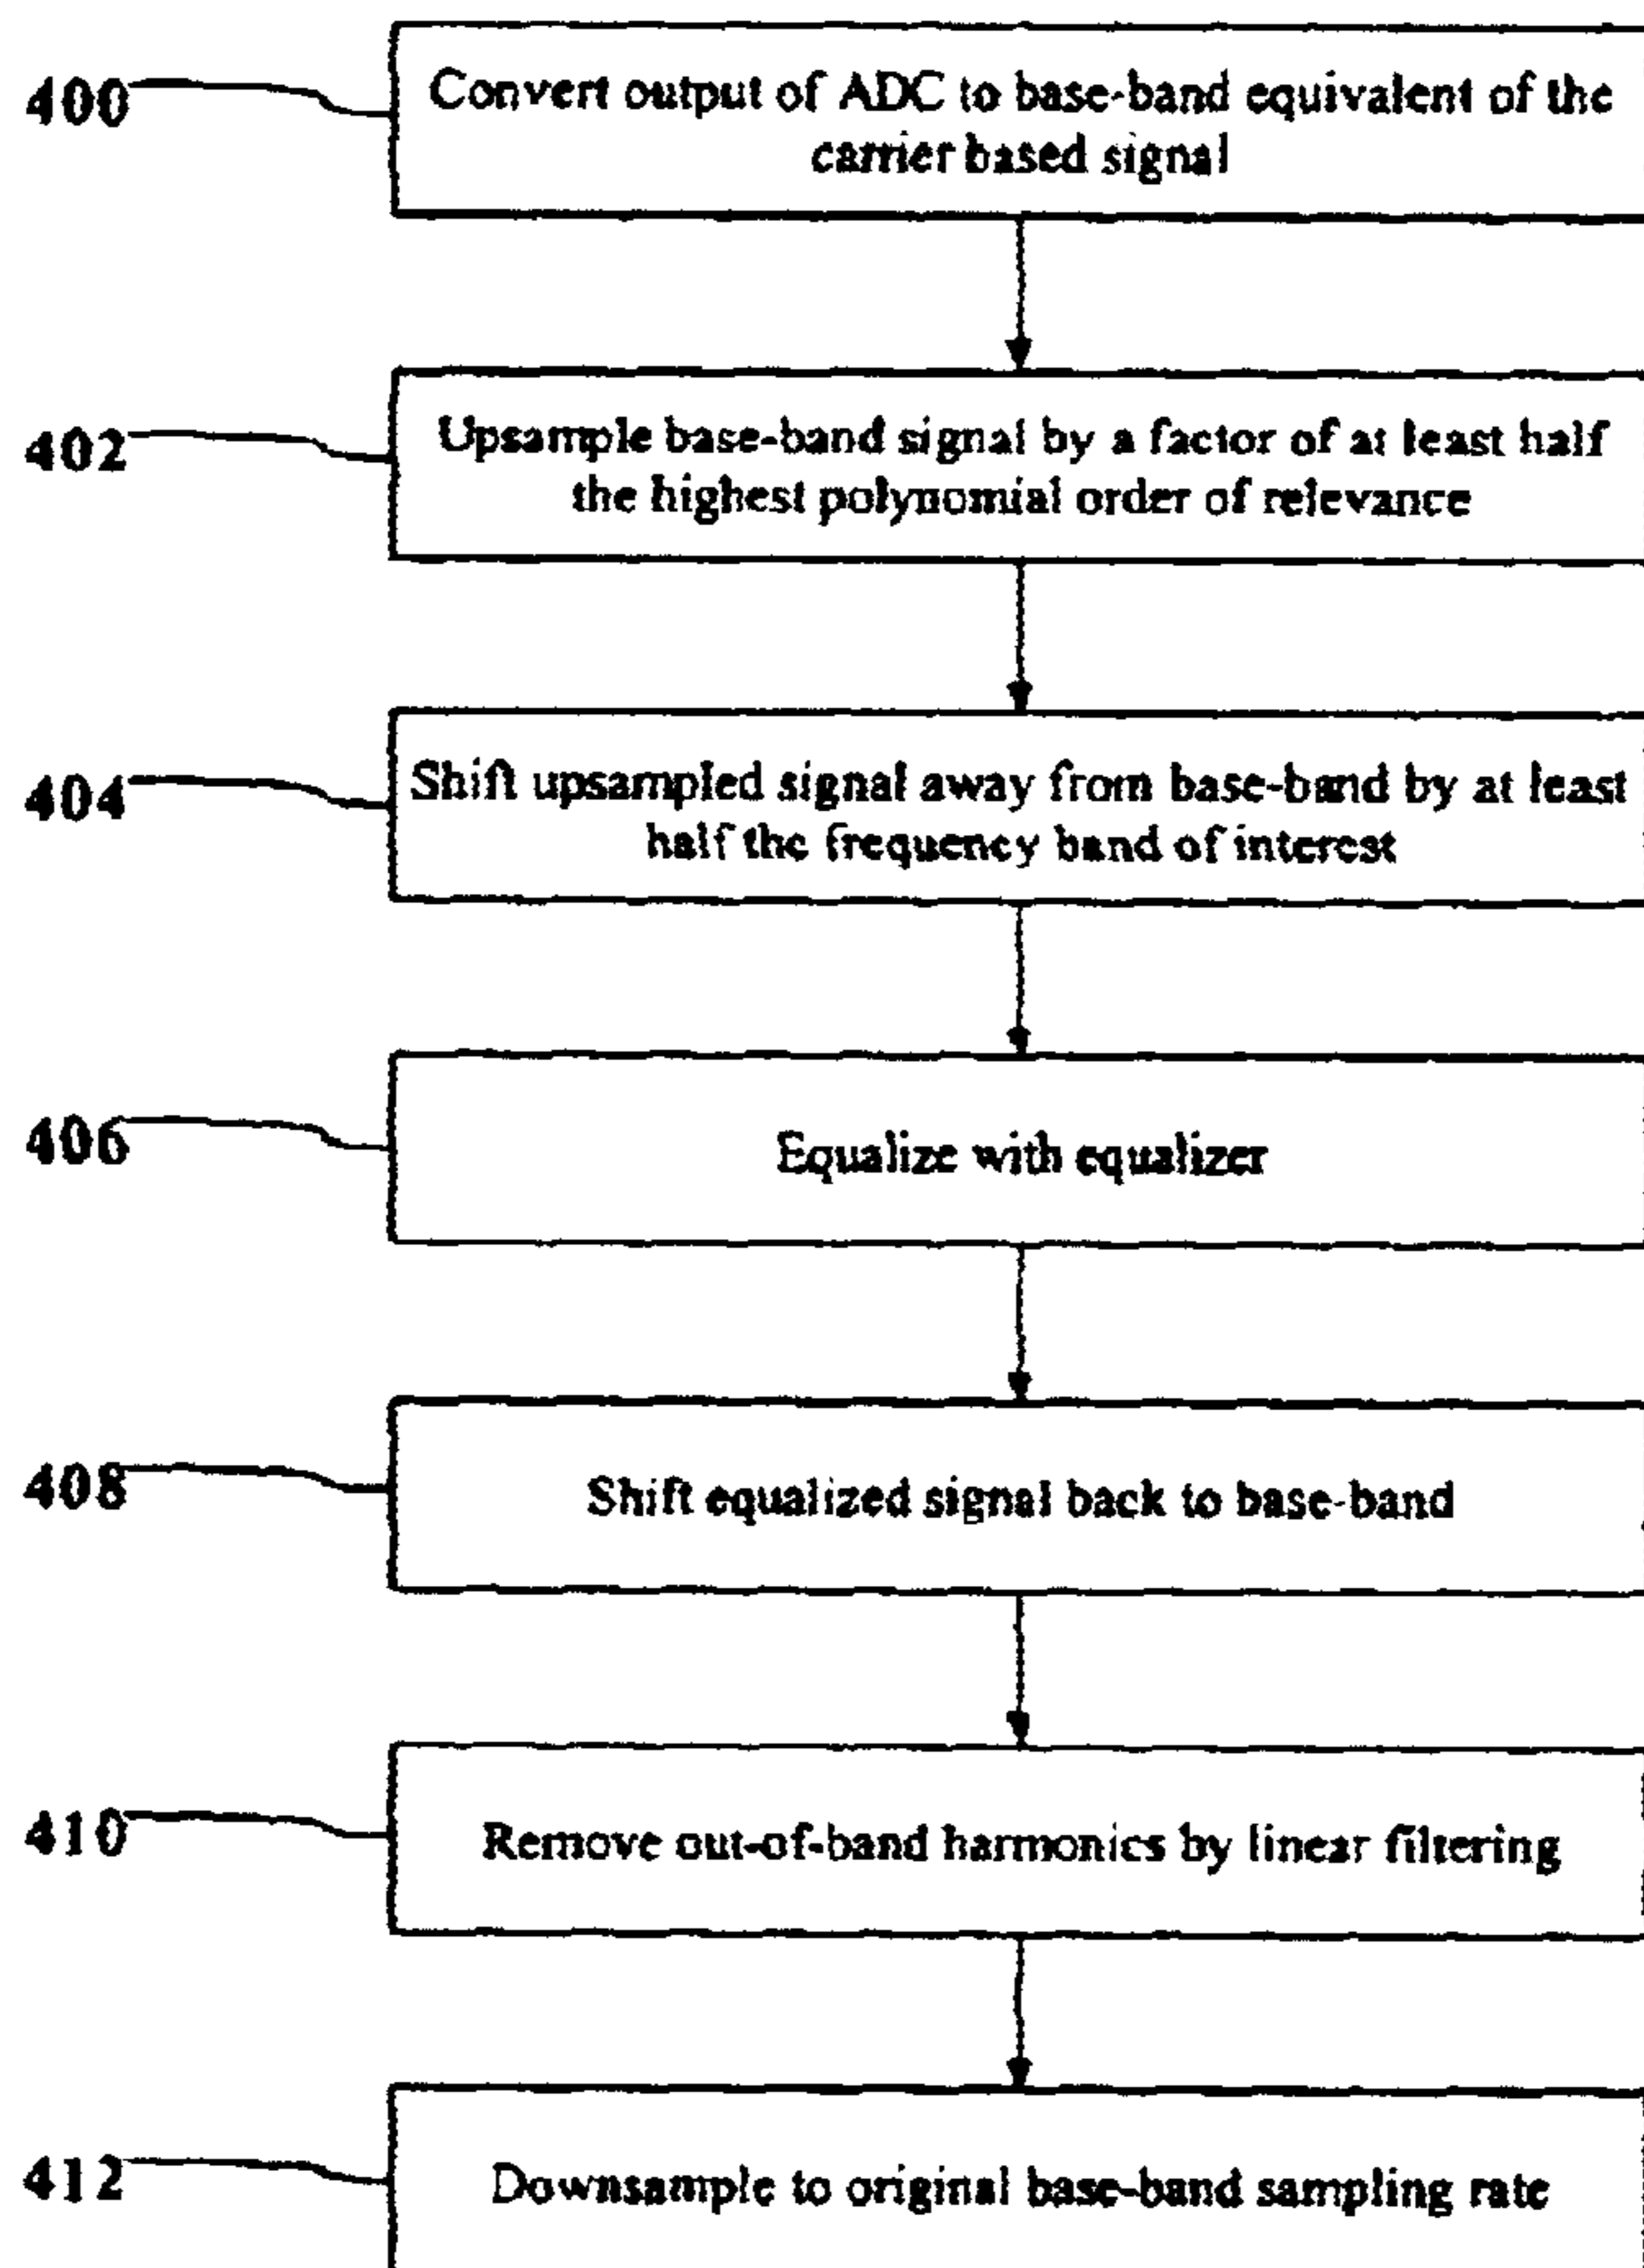 400
Convert output of ADC to base-band equivalent of the
carrier based signal
402
Upsample base-band signal by a factor of at least half
the highest polynomial order of relevance
404
Shift upsampled signal away from base-band by at least
half the frequency band of interest
406
Equalize with equalizer
408
Shift equalized signal back to base-band
410
Remove out-of-band harmonics by linear filtering
412
Downsample to original base-band sampling rate